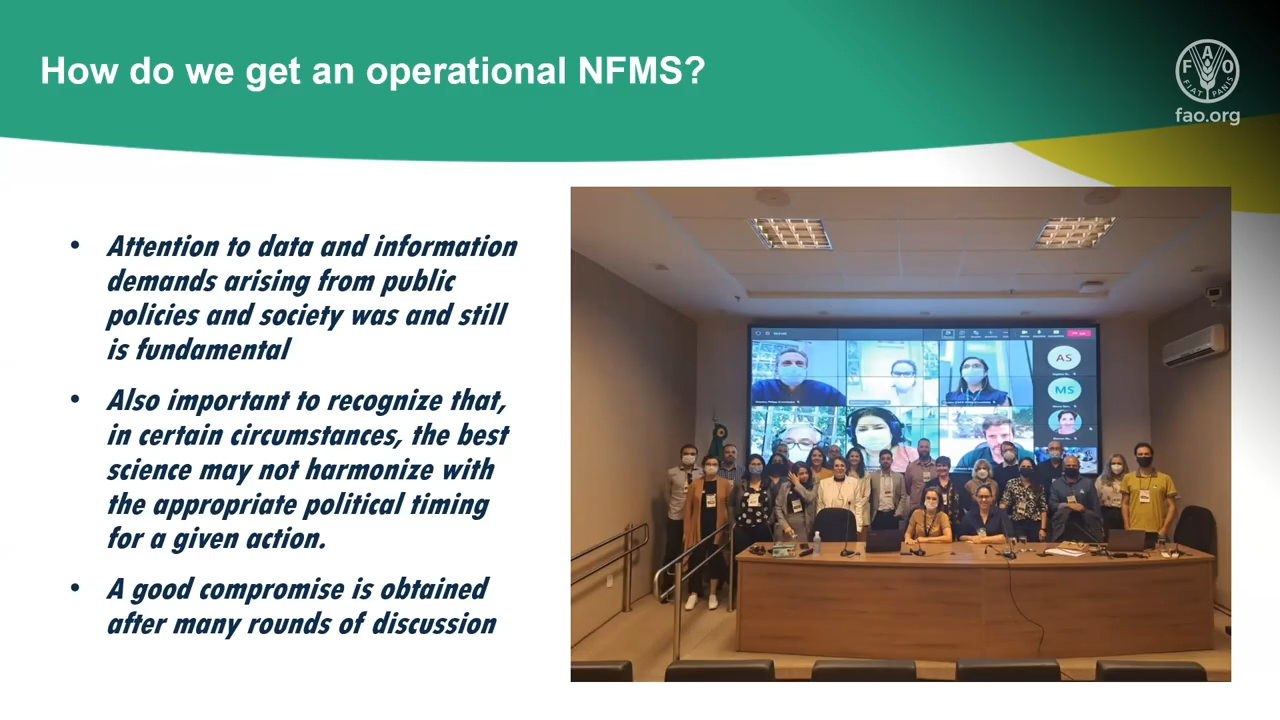 How do we get an operational NFMS?
FAO
FIAT PANIS
fao.org
• Attention to data and information
demands arising from public
policies and society was and still
is fundamental
• Also important to recognize that,
in certain circumstances, the best
science may not harmonize with
the appropriate political timing
for a given action.
• A good compromise is obtained
after many rounds of discussion
AS
MS